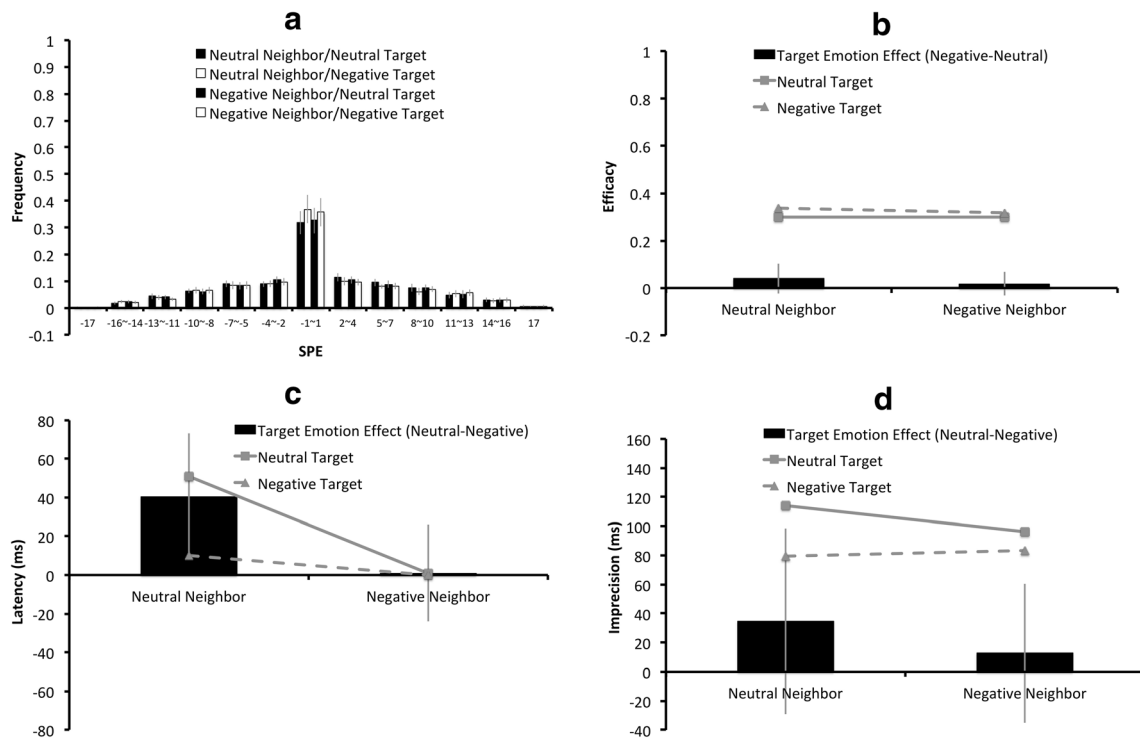 a
Neutral Neighbor/Neutral Target
Neutral Neighbor/Negative Target
Negative Neighbor/Neutral Target
Negative Neighbor/Negative Target
1
0.9
0.8
0.7
0.6
0.5
0.4
0.3
0.2
0.1
0
-0.1
Frequency
-17 -16~-14 -13~-11 -10~-8 -7~-5 -4~-2 -1~1 2~4 5~7 8~10 11~13 14~16 17
SPE
b
Target Emotion Effect (Negative-Neutral)
Neutral Target
Negative Target
1
0.8
0.6
0.4
0.2
0
-0.2
Efficacy
Neutral Neighbor Negative Neighbor
c
Target Emotion Effect (Neutral-Negative)
Neutral Target
Negative Target
80
60
40
20
0
-20
-40
-60
-80
Latency (ms)
Neutral Neighbor Negative Neighbor
d
Target Emotion Effect (Neutral-Negative)
Neutral Target
Negative Target
160
140
120
100
80
60
40
20
0
-20
-40
Imprecision (ms)
Neutral Neighbor Negative Neighbor